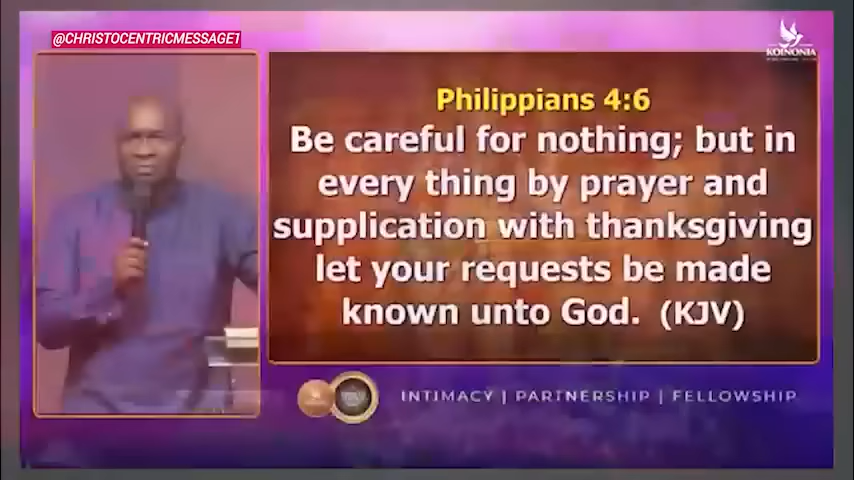 @CHRISTOCENTRICMESSAGE1
KOINONIA
Philippians 4:6
Be careful for nothing; but in
every thing by prayer and
supplication with thanksgiving
let your requests be made
known unto God. (KJV)
INTIMACY | PARTNERSHIP | FELLOWSHIP